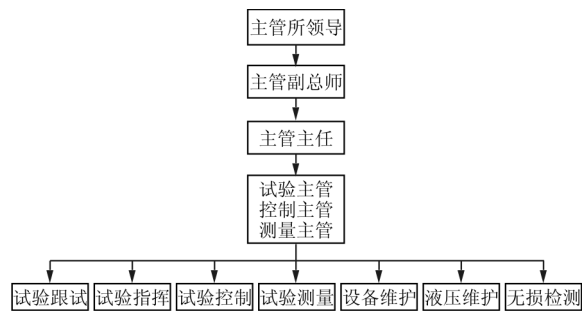 主管所领导
主管副总师
主管主任
试验主管
控制主管
测量主管
试验跟试
试验指挥
试验控制
试验测量
设备维护
液压维护
无损检测